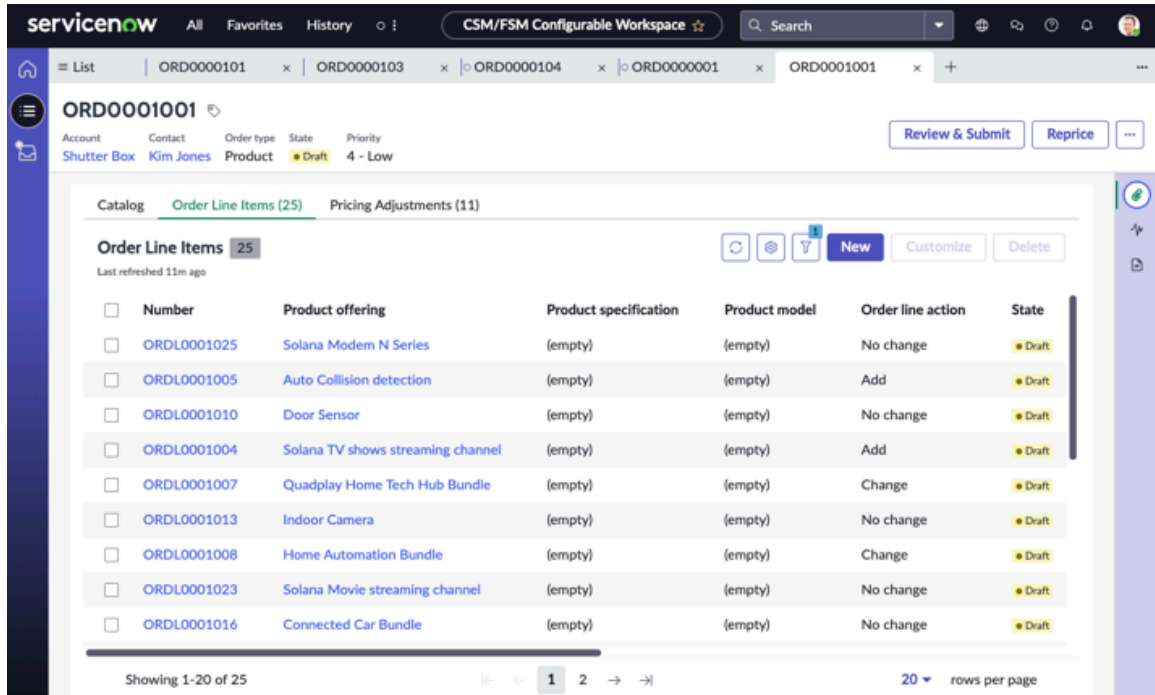 servicenow All Favorites History CSM/FSM Configurable Workspace Search
List ORD0000101 ORD0000103 ORD0000104 ORD0000001 ORD0001001
ORD0001001
Account Contact Order type State Priority
Shutter Box Kim Jones Product Draft 4 - Low
Review & Submit Reprice
Catalog Order Line Items (25) Pricing Adjustments (11)
Order Line Items 25
Last refreshed 11m ago
1
New Customize Delete
Number Product offering Product specification Product model Order line action State
ORDL0001025 Solana Modem N Series (empty) (empty) No change Draft
ORDL0001005 Auto Collision detection (empty) (empty) Add Draft
ORDL0001010 Door Sensor (empty) (empty) No change Draft
ORDL0001004 Solana TV shows streaming channel (empty) (empty) Add Draft
ORDL0001007 Quadplay Home Tech Hub Bundle (empty) (empty) Change Draft
ORDL0001013 Indoor Camera (empty) (empty) No change Draft
ORDL0001008 Home Automation Bundle (empty) (empty) Change Draft
ORDL0001023 Solana Movie streaming channel (empty) (empty) No change Draft
ORDL0001016 Connected Car Bundle (empty) (empty) No change Draft
Showing 1-20 of 25 1 2 20 rows per page